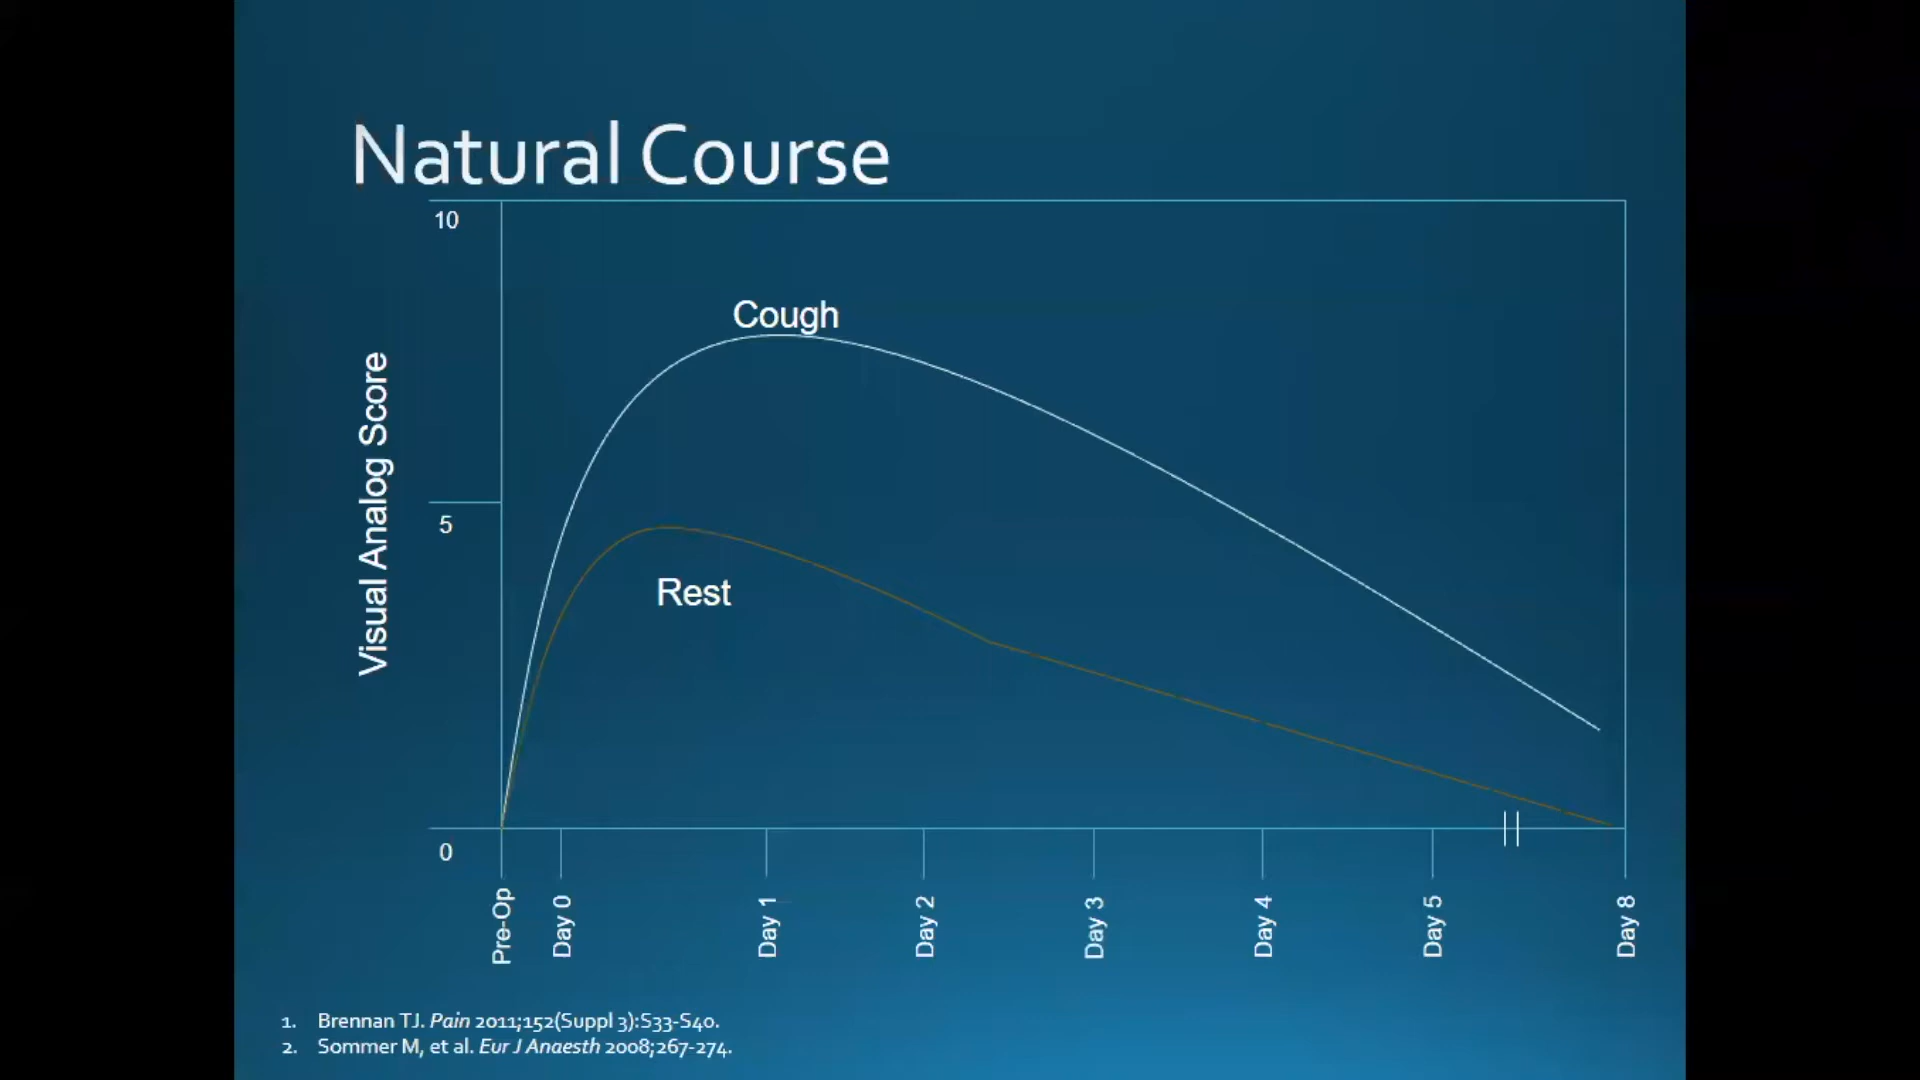 Natural Course
10
Cough
Visual Analog Score
5
Rest
0
Pre-Op
Day 0
Day 1
Day 2
Day 3
Day 4
Day 5
Day 8
1. Brennan TJ. Pain 2011;152(Suppl 3):S33-S40.
2. Sommer M, et al. Eur J Anaesth 2008;267-274.